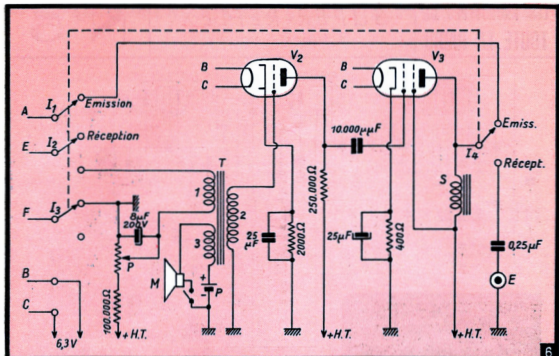 V2
V3
B
C
B
C
I1
Emission
A
I2
Réception
E
I3
F
I4
Emiss.
Récept.
10.000µµF
T
1
2
3
8µF
200V
P
M
+
-
P
100.000Ω
25
µF
2000Ω
250.000Ω
25µF
400Ω
S
0,25µF
E
B
C
6,3V
+H.T.
+H.T.
+H.T.
6